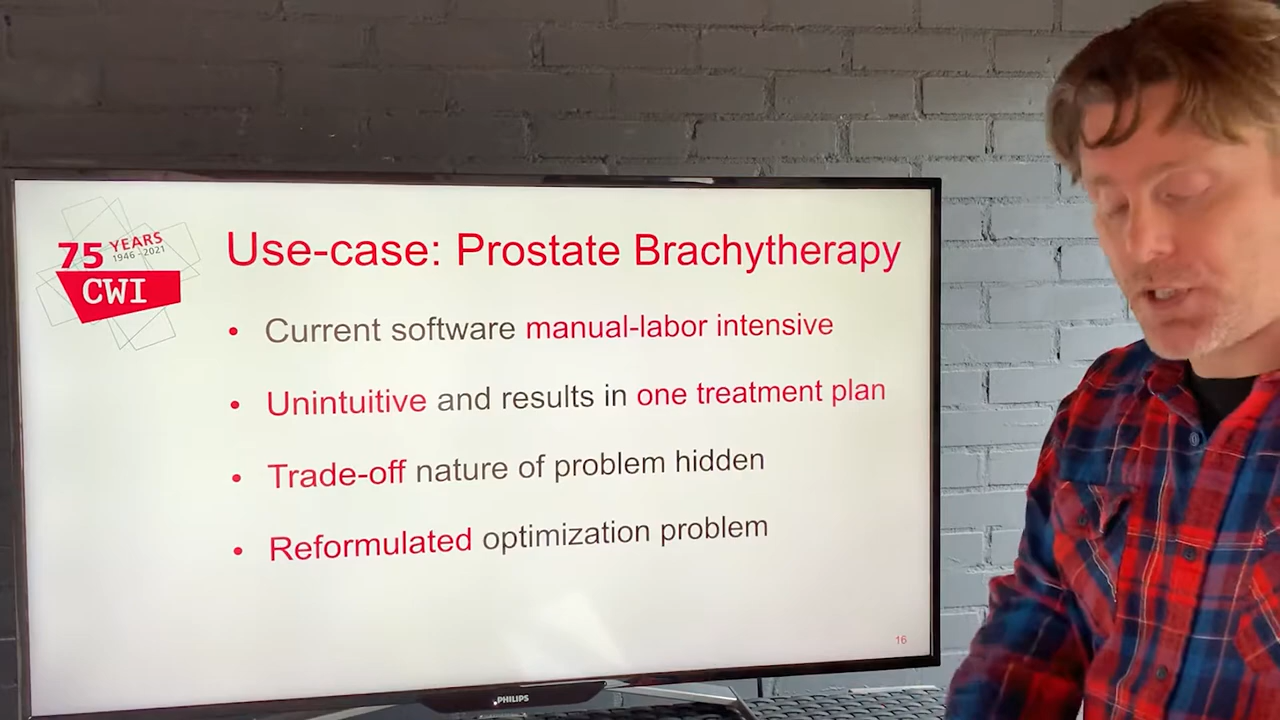 75 YEARS
1946 - 2021
CWI
Use-case: Prostate Brachytherapy
• Current software manual-labor intensive
• Unintuitive and results in one treatment plan
• Trade-off nature of problem hidden
• Reformulated optimization problem
16
PHILIPS